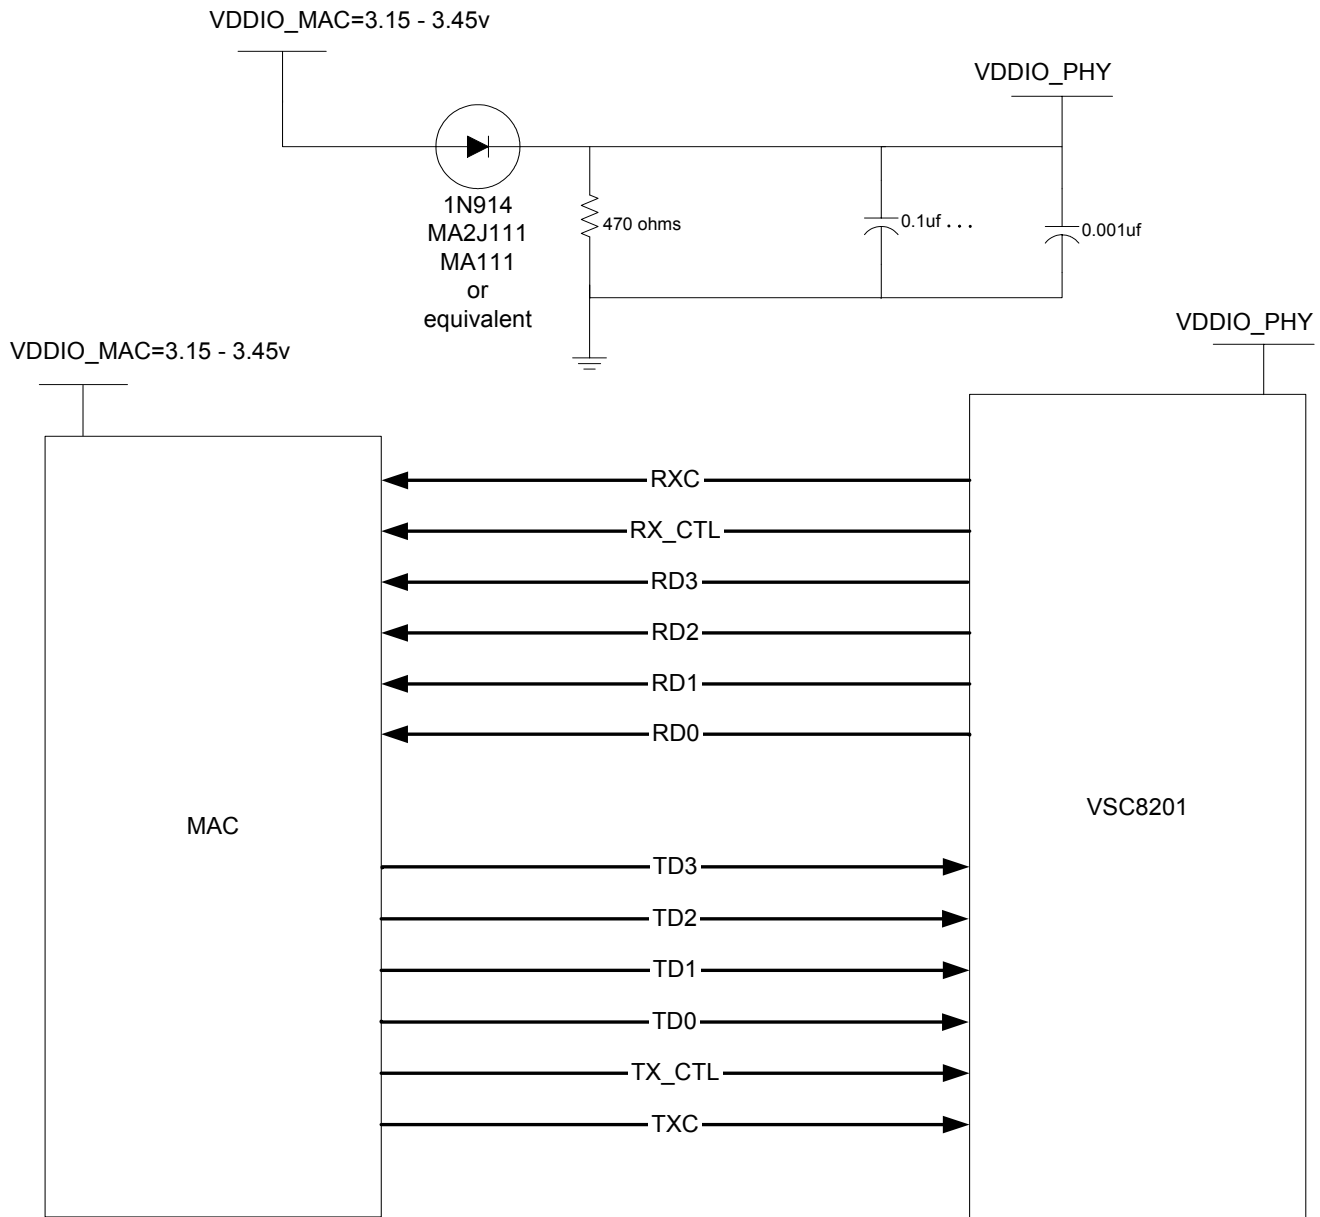 VDDIO_MAC=3.15 - 3.45v
VDDIO_PHY
1N914
MA2J111
MA111
or
equivalent
470 ohms
0.1uf . . .
0.001uf
VDDIO_PHY
VDDIO_MAC=3.15 - 3.45v
RXC
RX_CTL
RD3
RD2
RD1
RD0
MAC
VSC8201
TD3
TD2
TD1
TD0
TX_CTL
TXC